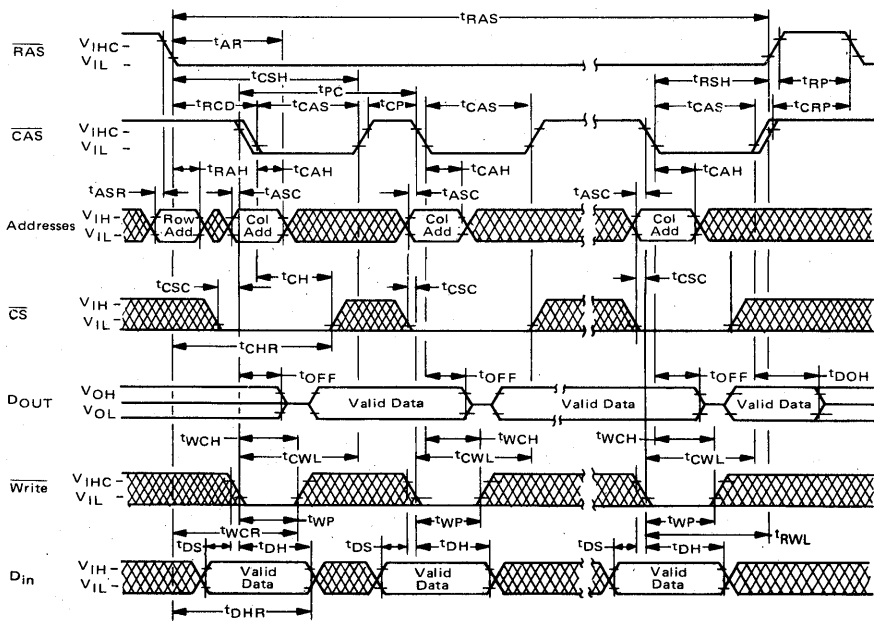 tRAS
RAS VIHC VIL tAR
tCSH tRSH tRP
tPC
tRCD tCAS tCP tCAS tCAS tCRP
CAS VIHC VIL
tRAH tCAH tCAH tCAH
tASR tASC tASC tASC
Addresses VIH VIL Row Add Col Add Col Add Col Add
tCSC tCH tCSC tCSC
CS VIH VIL
tCHR
tOFF tOFF tOFF tDOH
DOUT VOH VOL Valid Data Valid Data Valid Data
tWCH tWCH tWCH
tCWL tCWL tCWL
Write VIHC VIL
tWP tWP tWP
tWCR tRWL
tDS tDH tDS tDH tDS tDH
Din VIH VIL Valid Data Valid Data Valid Data
tDHR